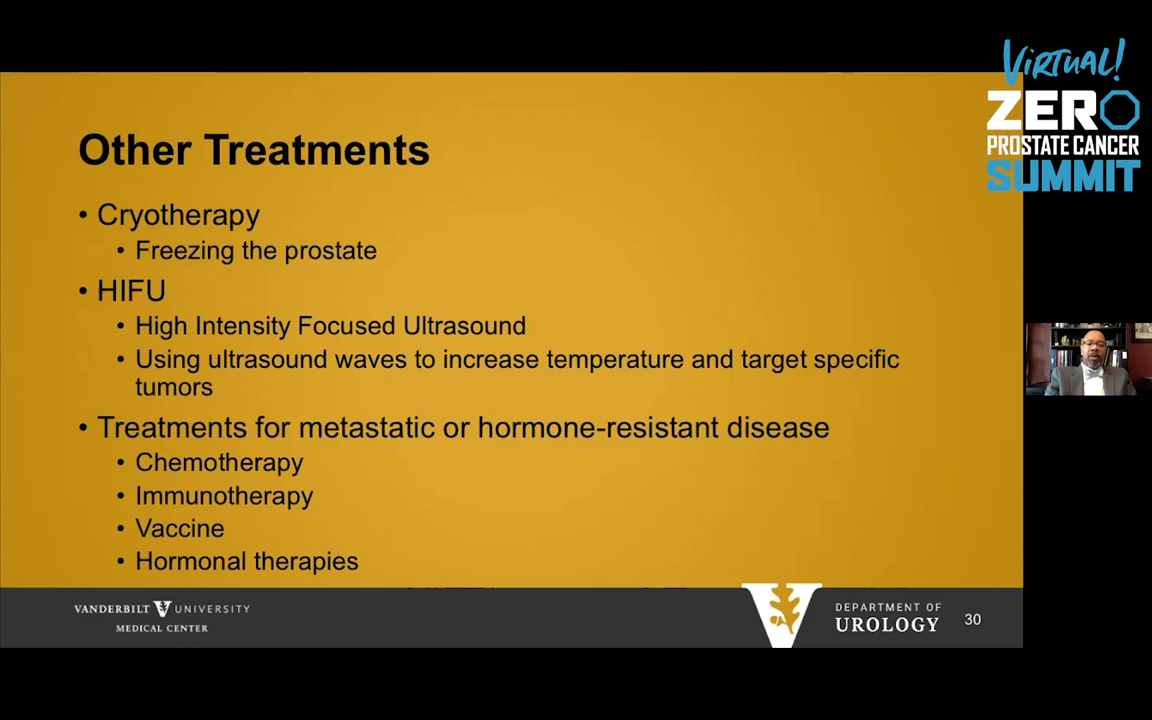 Virtual!
ZERO
PROSTATE CANCER
SUMMIT
Other Treatments
• Cryotherapy
• Freezing the prostate
• HIFU
• High Intensity Focused Ultrasound
• Using ultrasound waves to increase temperature and target specific
tumors
• Treatments for metastatic or hormone-resistant disease
• Chemotherapy
• Immunotherapy
• Vaccine
• Hormonal therapies
VANDERBILT V UNIVERSITY
MEDICAL CENTER
V
DEPARTMENT OF
UROLOGY
30